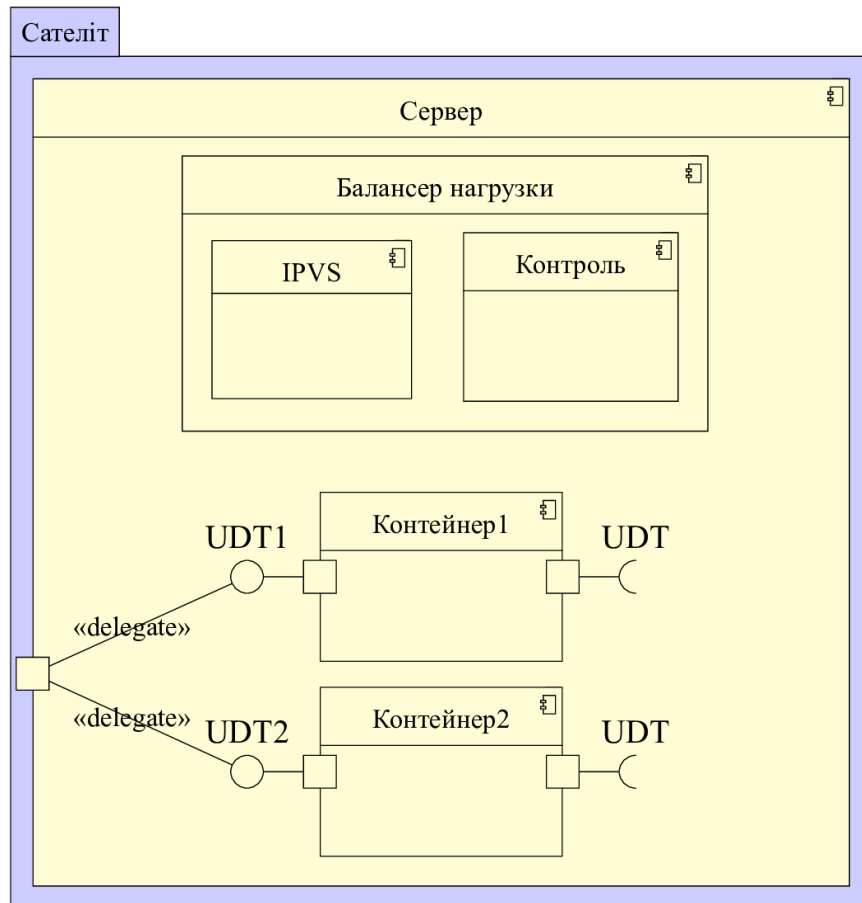 Сателіт
Сервер
Балансер нагрузки
IPVS
Контроль
Контейнер1
UDT1
UDT
«delegate»
«delegate»
Контейнер2
UDT2
UDT